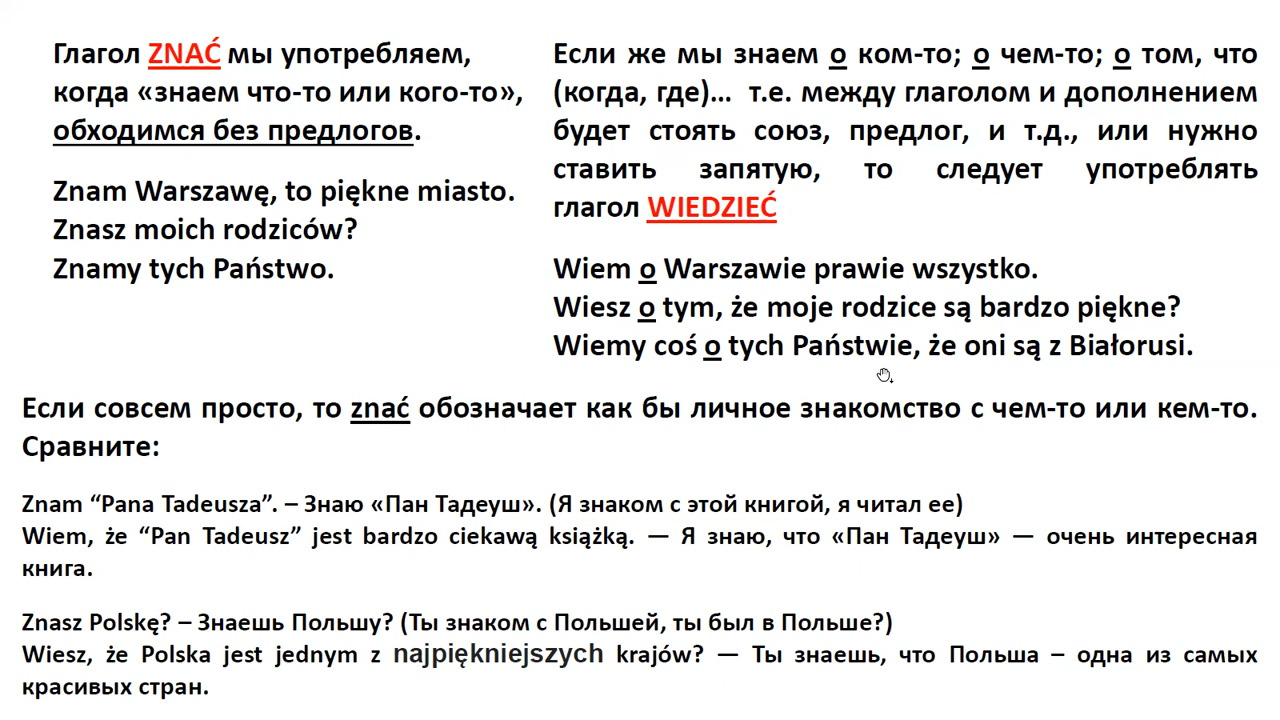 Глагол ZNAĆ мы употребляем,
когда «знаем что-то или кого-то»,
обходимся без предлогов.
Znam Warszawę, to piękne miasto.
Znasz moich rodziców?
Znamy tych Państwo.
Если же мы знаем о ком-то; о чем-то; о том, что
(когда, где)... т.е. между глаголом и дополнением
будет стоять союз, предлог, и т.д., или нужно
ставить запятую, то следует употреблять
глагол WIEDZIEĆ
Wiem o Warszawie prawie wszystko.
Wiesz o tym, że moje rodzice są bardzo piękne?
Wiemy coś o tych Państwie, że oni są z Białorusi.
Если совсем просто, то znać обозначает как бы личное знакомство с чем-то или кем-то.
Сравните:
Znam “Pana Tadeusza”. – Знаю «Пан Тадеуш». (Я знаком с этой книгой, я читал ее)
Wiem, że “Pan Tadeusz” jest bardzo ciekawą książką. — Я знаю, что «Пан Тадеуш» — очень интересная
книга.
Znasz Polskę? – Знаешь Польшу? (Ты знаком с Польшей, ты был в Польше?)
Wiesz, że Polska jest jednym z najpiękniejszych krajów? — Ты знаешь, что Польша – одна из самых
красивых стран.